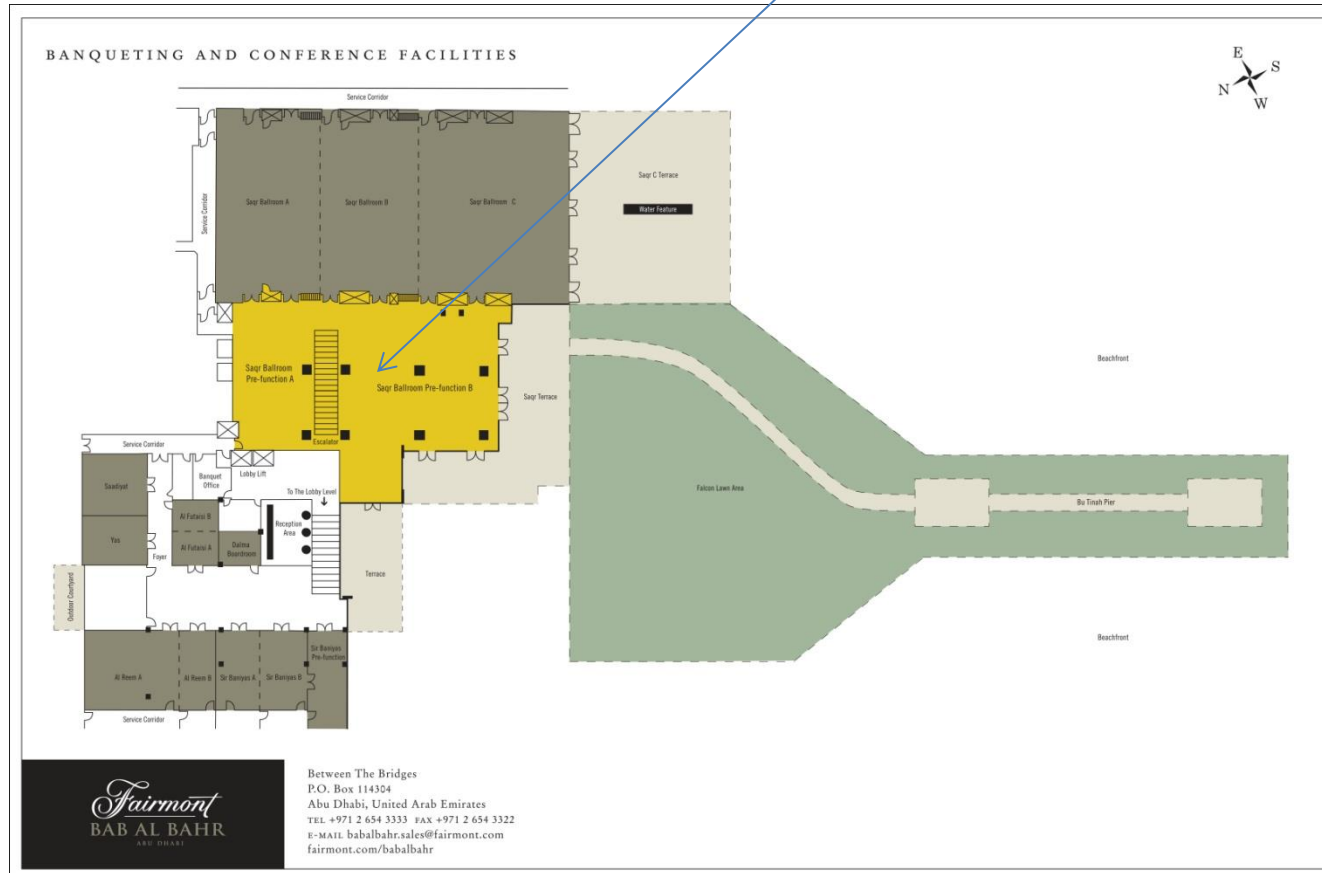 BANQUETING AND CONFERENCE FACILITIES
E
S
N
W
Service Corridor
Service Corridor
Saqr Ballroom A
Saqr Ballroom B
Saqr Ballroom C
Saqr C Terrace
Water Feature
Saqr Ballroom
Pre-function A
Saqr Ballroom Pre-function B
Escalator
Saqr Terrace
Beachfront
Service Corridor
Banquet
Office
Lobby Lift
To The Lobby Level
Saadiyat
Yas
Foyer
Al Futaisi B
Al Futaisi A
Dalma
Boardroom
Reception
Area
Terrace
Falcon Lawn Area
Bu Tinah Pier
Outdoor Courtyard
Beachfront
Al Reem A
Al Reem B
Sir Baniyas A
Sir Baniyas B
Sir Baniyas
Pre-function
Service Corridor
Fairmont
BAB AL BAHR
ABU DHABI
Between The Bridges
P.O. Box 114304
Abu Dhabi, United Arab Emirates
TEL +971 2 654 3333 FAX +971 2 654 3322
E-MAIL babalbahr.sales@fairmont.com
fairmont.com/babalbahr